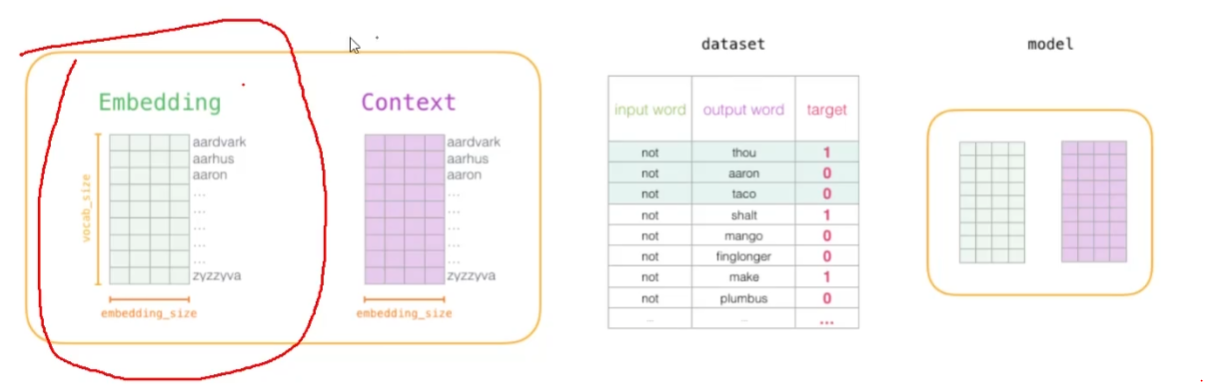 Embedding
vocab_size
aardvark
aarhus
aaron
...
...
...
...
...
zyzzyva
embedding_size
Context
aardvark
aarhus
aaron
...
...
...
...
...
zyzzyva
embedding_size
dataset
input word output word target
not thou 1
not aaron 0
not taco 0
not shalt 1
not mango 0
not finglonger 0
not make 1
not plumbus 0
... ... ...
model